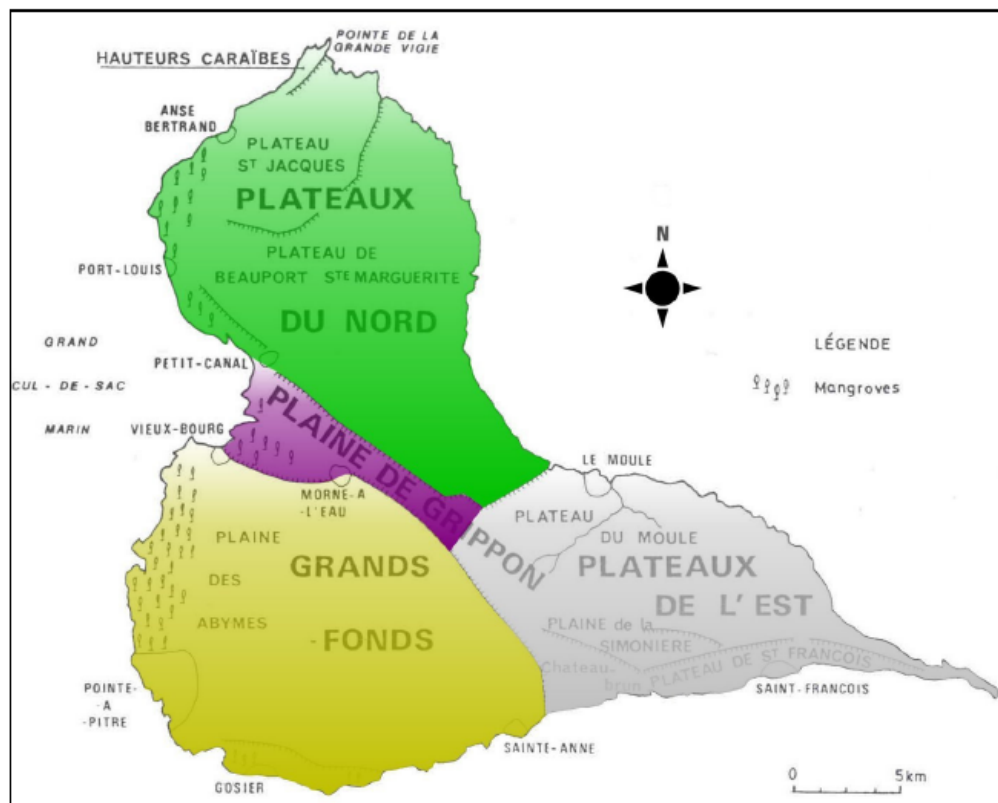 POINTE DE LA
GRANDE VIGIE
HAUTEURS CARAÏBES
ANSE
BERTRAND
PLATEAU
ST JACQUES
PLATEAUX
PLATEAU DE
BEAUPORT STE MARGUERITE
PORT-LOUIS
DU NORD
N
LÉGENDE
Mangroves
GRAND
CUL-DE-SAC
MARIN
PETIT-CANAL
VIEUX-BOURG
PLAINE DE GRIPPON
MORNE-A
-L'EAU
LE MOULE
PLATEAU
DU MOULE
PLATEAUX
DE L'EST
PLAINE
DES
ABYMES
GRANDS
-FONDS
PLAINE de la
SIMONIERE
Chateau-
brun
PLATEAU DE ST FRANCOIS
SAINT-FRANCOIS
POINTE-
-A
-PITRE
SAINTE-ANNE
GOSIER
0 5km